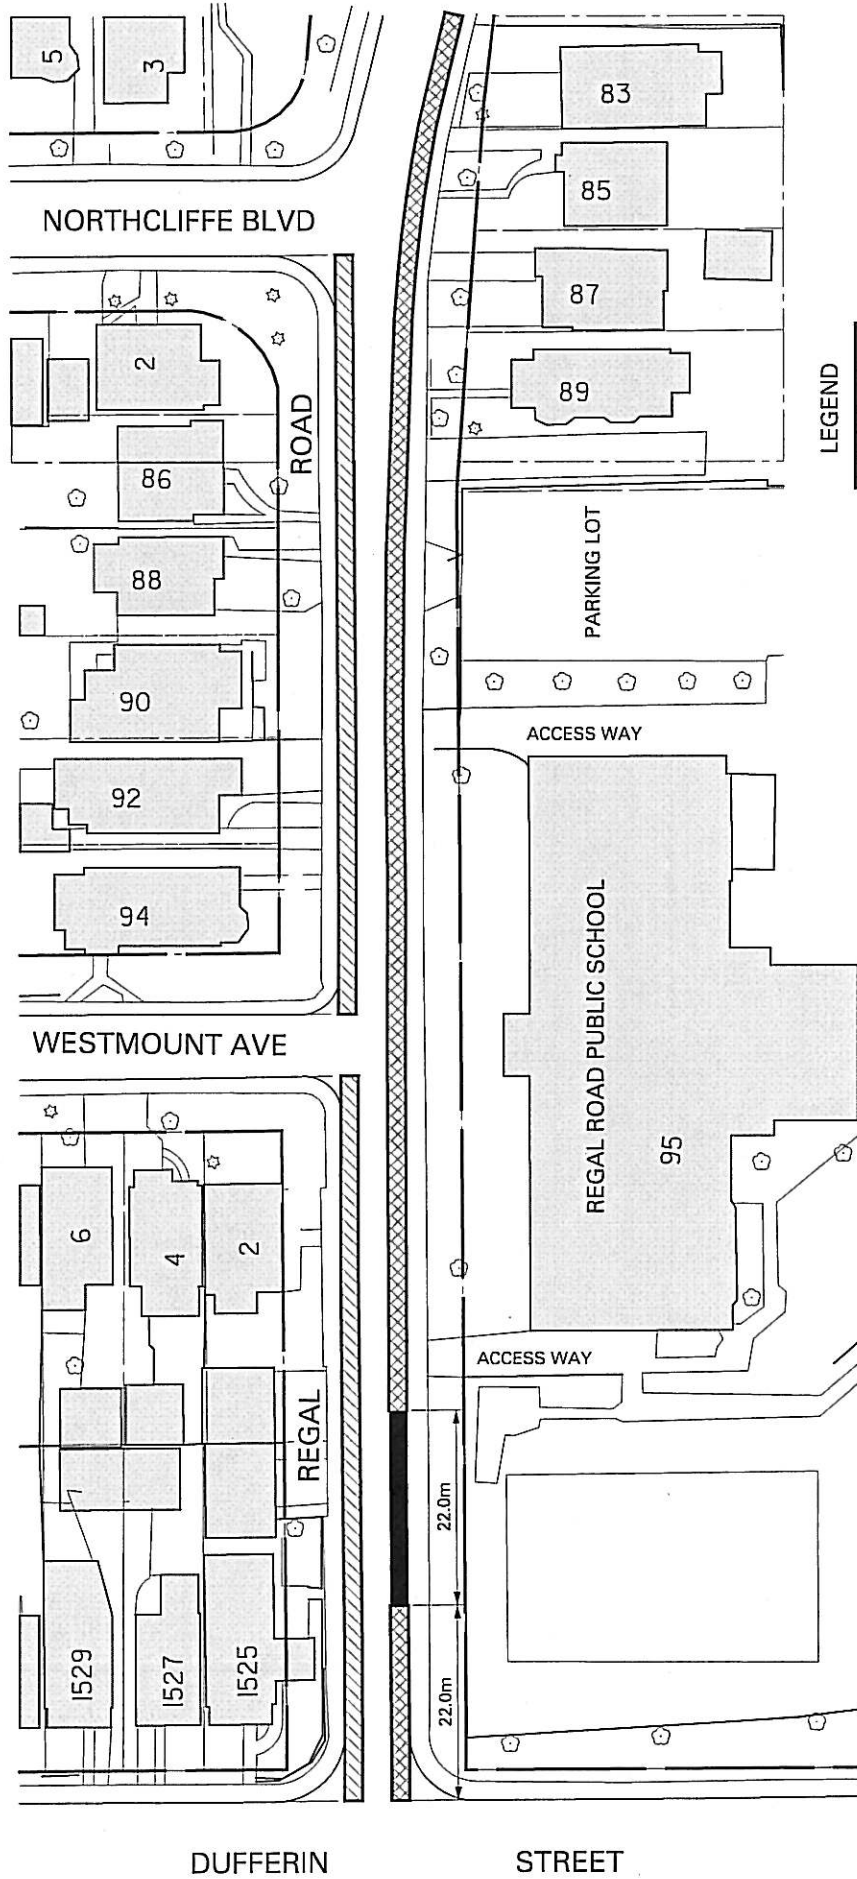 5
3
83
85
NORTHCLIFFE BLVD
87
2
89
ROAD
LEGEND
86
88
PARKING LOT
90
ACCESS WAY
92
94
REGAL ROAD PUBLIC SCHOOL
WESTMOUNT AVE
95
6
4
2
ACCESS WAY
REGAL
22.0m
1529
1527
1525
22.0m
DUFFERIN STREET